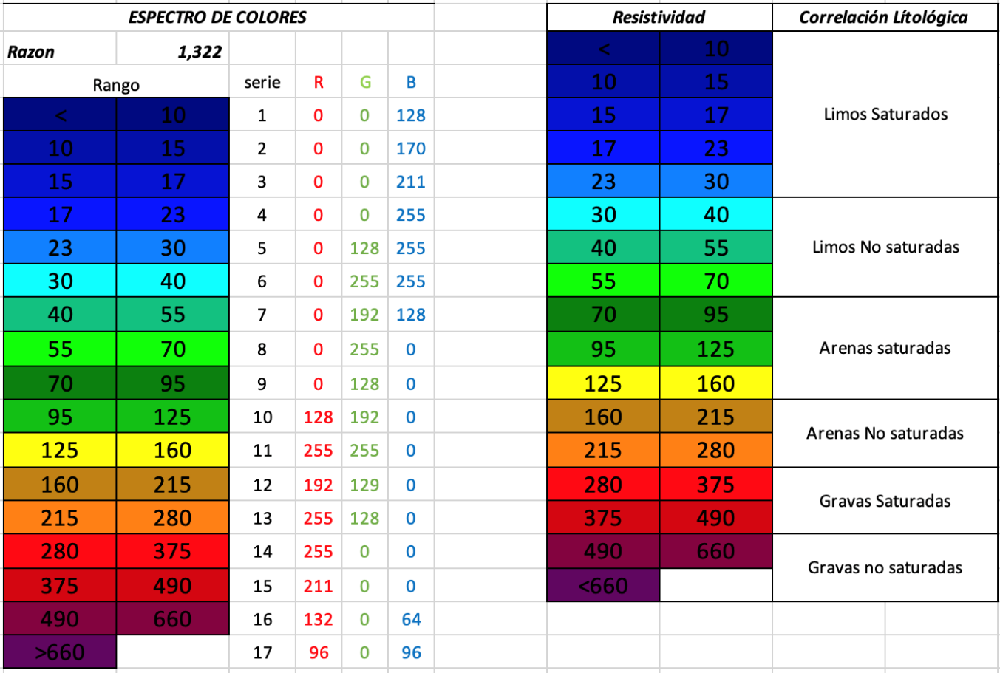 ESPECTRO DE COLORES
Razon 1,322
Rango serie R G B
< 10 1 0 0 128
10 15 2 0 0 170
15 17 3 0 0 211
17 23 4 0 0 255
23 30 5 0 128 255
30 40 6 0 255 255
40 55 7 0 192 128
55 70 8 0 255 0
70 95 9 0 128 0
95 125 10 128 192 0
125 160 11 255 255 0
160 215 12 192 129 0
215 280 13 255 128 0
280 375 14 255 0 0
375 490 15 211 0 0
490 660 16 132 0 64
>660 17 96 0 96
Resistividad Correlación Lítológica
< 10
10 15
15 17
17 23
23 30
Limos Saturados
30 40
40 55
55 70
Limos No saturadas
70 95
95 125
125 160
Arenas saturadas
160 215
215 280
Arenas No saturadas
280 375
375 490
Gravas Saturadas
490 660
<660
Gravas no saturadas